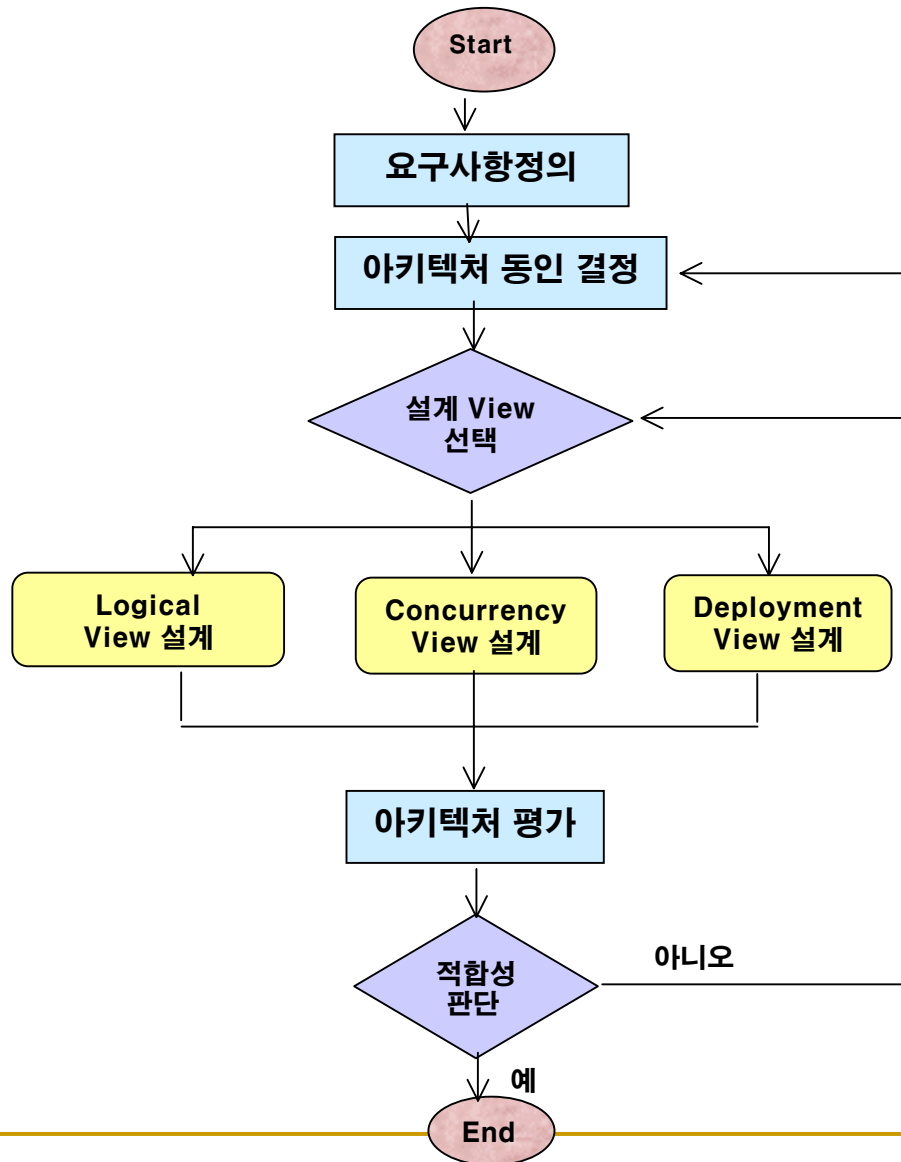 Start
요구사항정의
아키텍처 동인 결정
설계 View
선택
Logical
View 설계
Concurrency
View 설계
Deployment
View 설계
아키텍처 평가
적합성
판단
아니오
예
End